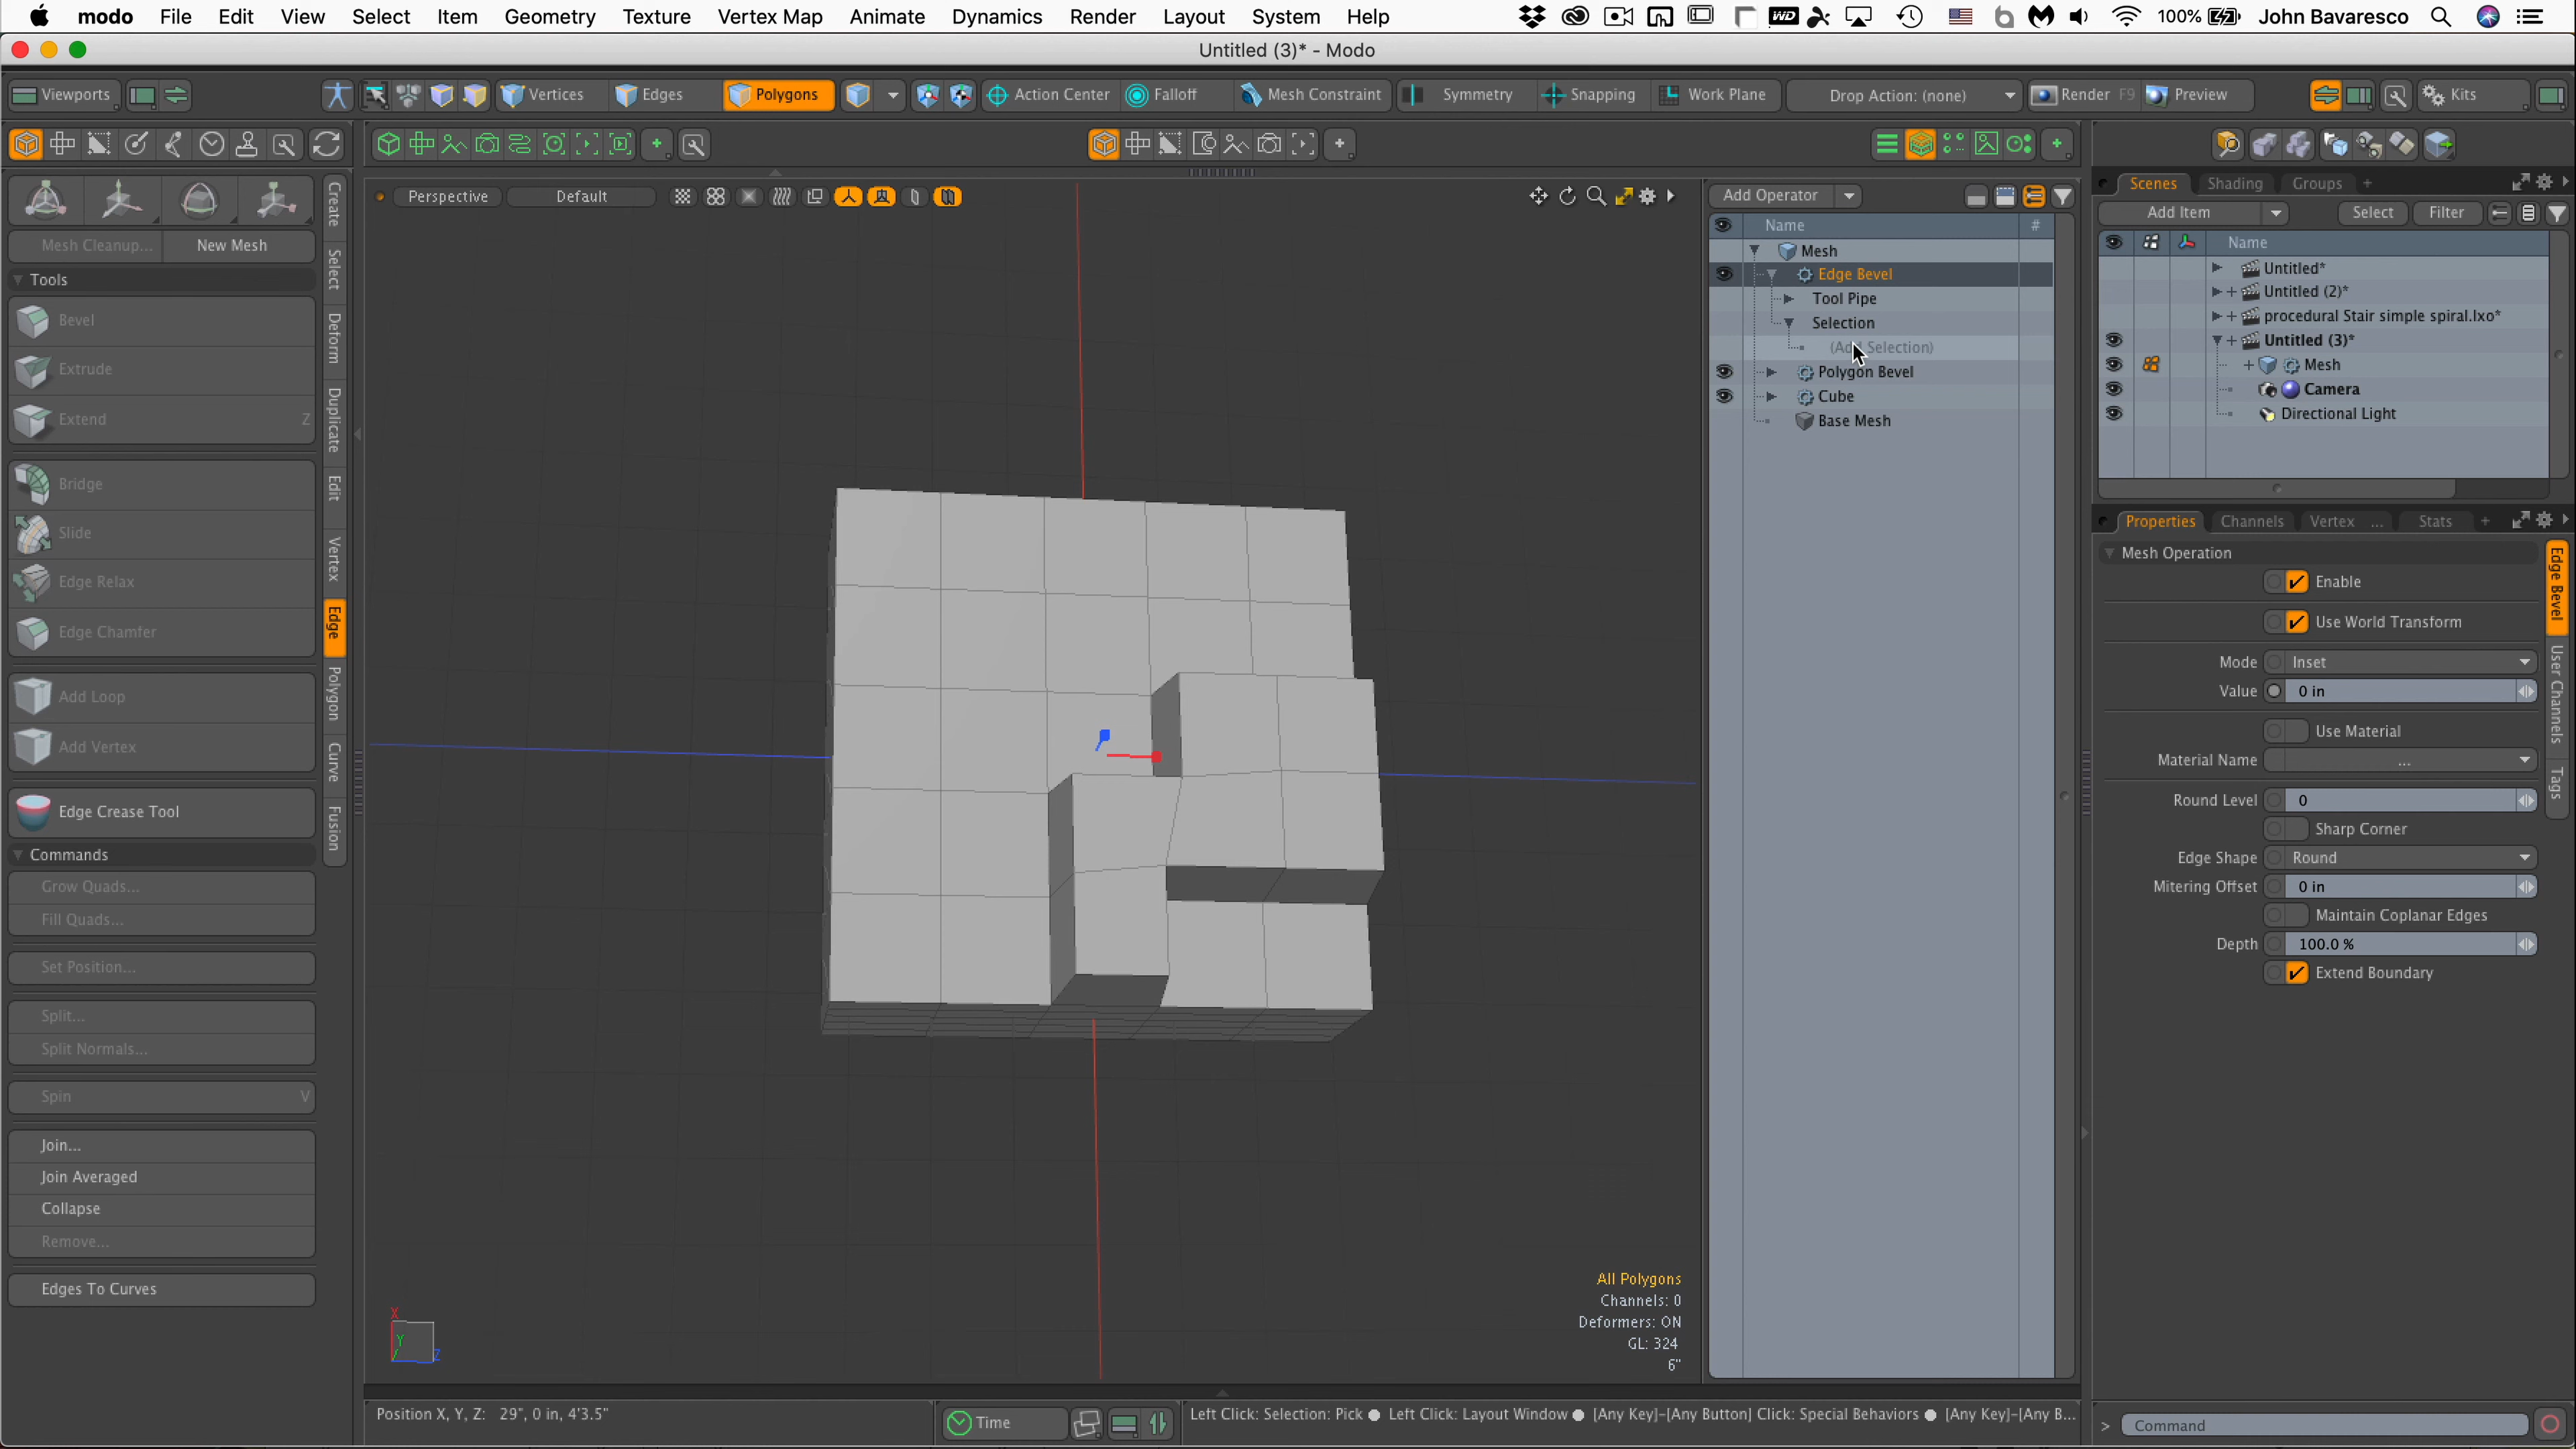 modo File Edit View Select Item Geometry Texture Vertex Map Animate Dynamics Render Layout System Help 100% John Bavaresco
Untitled (3)* - Modo
Viewports Vertices Edges Polygons Action Center Falloff Mesh Constraint Symmetry Snapping Work Plane Drop Action: (none) Render F9 Preview Kits
Perspective Default
Mesh Cleanup... New Mesh
Tools
Bevel
Extrude
Extend Z
Bridge
Slide
Edge Relax
Edge Chamfer
Add Loop
Add Vertex
Edge Crease Tool
Commands
Grow Quads...
Fill Quads...
Set Position...
Split...
Split Normals...
Spin V
Join...
Join Averaged
Collapse
Remove...
Edges To Curves
Create
Select
Deform
Duplicate
Edit
Vertex
Edge
Polygon
Curve
Fusion
X
Y
Z
All Polygons
Channels: 0
Deformers: ON
GL: 324
6"
Add Operator
Name #
Mesh
Edge Bevel
Tool Pipe
Selection
(Add Selection)
Polygon Bevel
Cube
Base Mesh
Scenes Shading Groups +
Add Item Select Filter
Name
Untitled*
Untitled (2)*
procedural Stair simple spiral.lxo*
Untitled (3)*
Mesh
Camera
Directional Light
Properties Channels Vertex ... Stats +
Mesh Operation
Enable
Use World Transform
Mode Inset
Value 0 in
Use Material
Material Name ...
Round Level 0
Sharp Corner
Edge Shape Round
Mitering Offset 0 in
Maintain Coplanar Edges
Depth 100.0 %
Extend Boundary
Edge Bevel
User Channels
Tags
Position X, Y, Z: 29", 0 in, 4'3.5"
Time
Left Click: Selection: Pick ● Left Click: Layout Window ● [Any Key]-[Any Button] Click: Special Behaviors ● [Any Key]-[Any B...
> Command